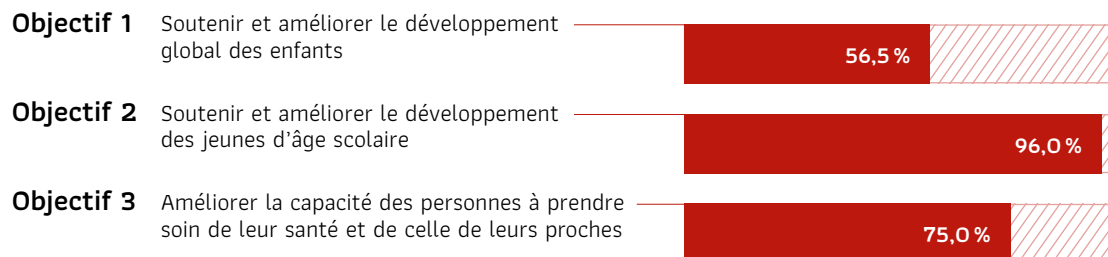 Objectif 1 Soutenir et améliorer le développement
global des enfants
56,5 %
Objectif 2 Soutenir et améliorer le développement
des jeunes d’âge scolaire
96,0 %
Objectif 3 Améliorer la capacité des personnes à prendre
soin de leur santé et de celle de leurs proches
75,0 %